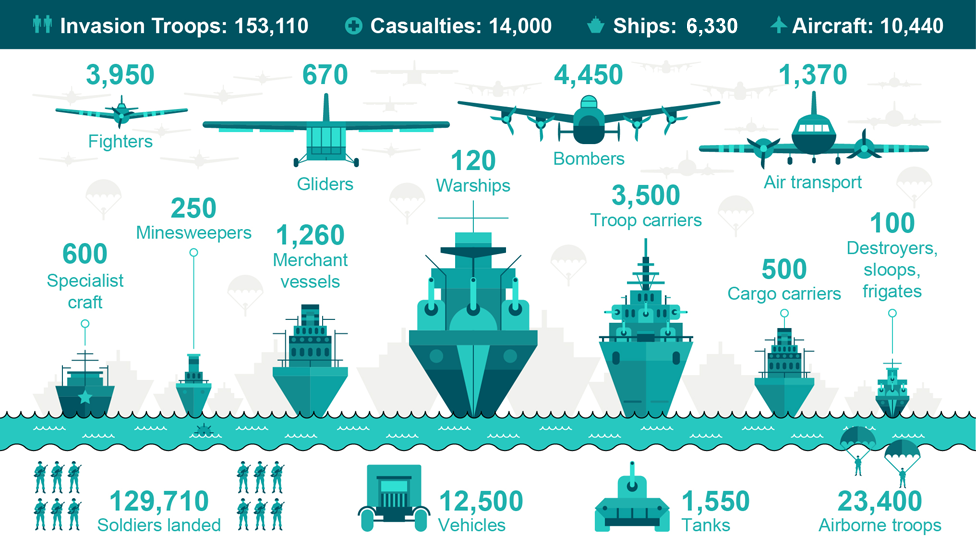 Invasion Troops: 153,110 Casualties: 14,000 Ships: 6,330 Aircraft: 10,440
3,950
Fighters
670
Gliders
4,450
Bombers
1,370
Air transport
600
Specialist
craft
250
Minesweepers
1,260
Merchant
vessels
120
Warships
3,500
Troop carriers
500
Cargo carriers
100
Destroyers,
sloops,
frigates
129,710
Soldiers landed
12,500
Vehicles
1,550
Tanks
23,400
Airborne troops